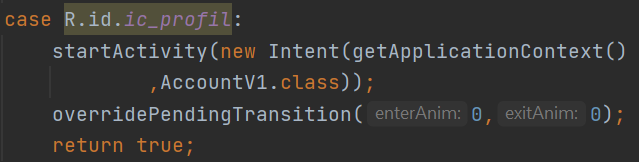 case R.id.ic_profil:
startActivity(new Intent(getApplicationContext()
,AccountV1.class));
overridePendingTransition( enterAnim: 0, exitAnim: 0);
return true;